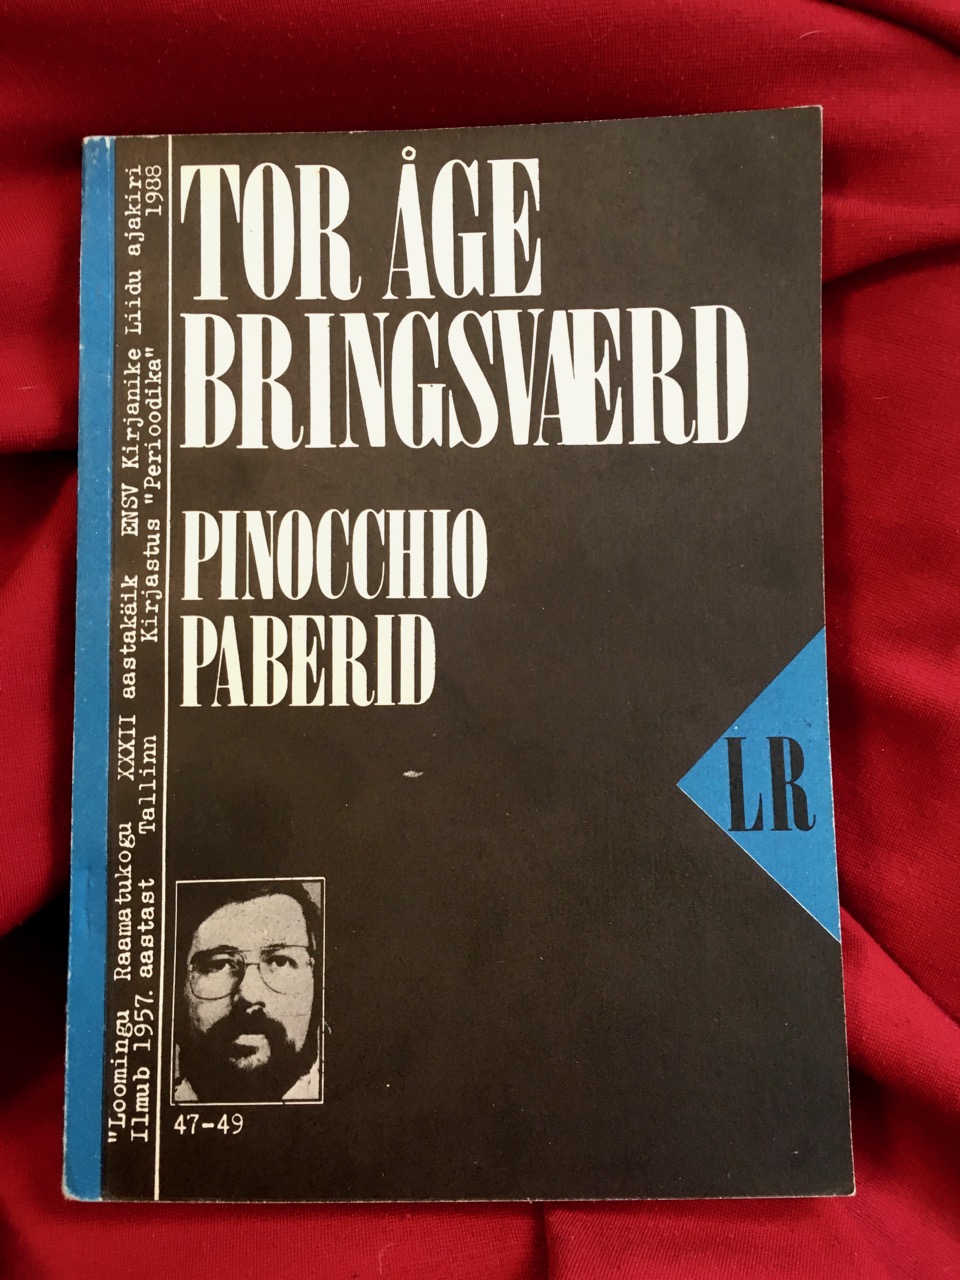 TOR ÅGE
BRINGSVÆRD
PINOCCHIO
PABERID
LR
47-49
"Loomingu Raamatukogu XXXII aastakäik ENSV Kirjanike Liidu ajakiri
Ilmub 1957. aastast Tallinn Kirjastus "Perioodika" 1988